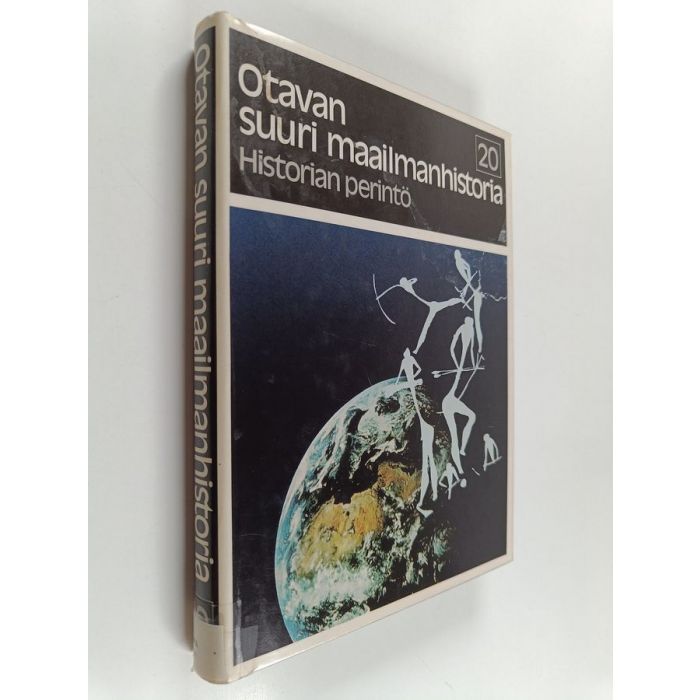 Otavan
suuri maailmanhistoria
20
Historian perintö
Otavan suuri maailmanhistoria